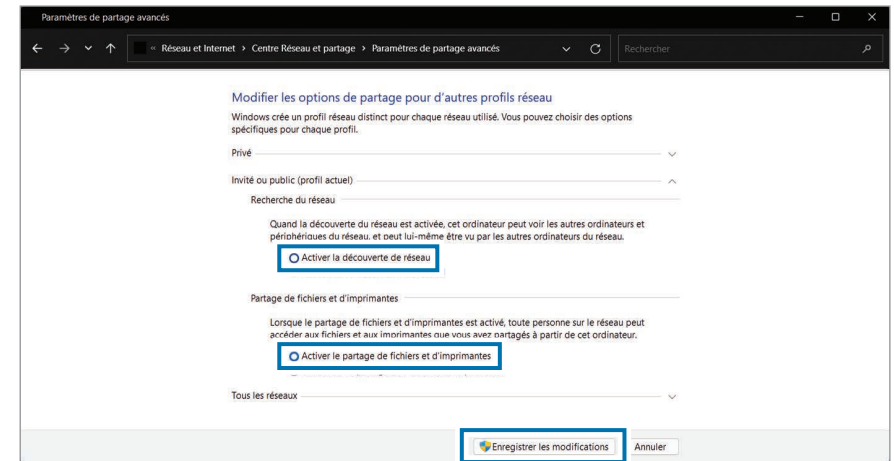 Paramètres de partage avancés
« Réseau et Internet > Centre Réseau et partage > Paramètres de partage avancés
Rechercher
Modifier les options de partage pour d'autres profils réseau
Windows crée un profil réseau distinct pour chaque réseau utilisé. Vous pouvez choisir des options
spécifiques pour chaque profil.
Privé
Invité ou public (profil actuel)
Recherche du réseau
Quand la découverte du réseau est activée, cet ordinateur peut voir les autres ordinateurs et
périphériques du réseau, et peut lui-même être vu par les autres ordinateurs du réseau.
Activer la découverte de réseau
Partage de fichiers et d'imprimantes
Lorsque le partage de fichiers et d'imprimantes est activé, toute personne sur le réseau peut
accéder aux fichiers et aux imprimantes que vous avez partagés à partir de cet ordinateur.
Activer le partage de fichiers et d'imprimantes
Tous les réseaux
Enregistrer les modifications
Annuler